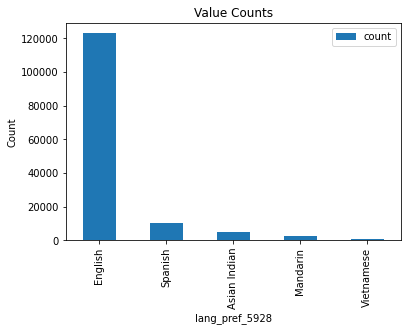 Value Counts
count
120000
100000
80000
60000
40000
20000
0
Count
English
Spanish
Asian Indian
Mandarin
Vietnamese
lang_pref_5928